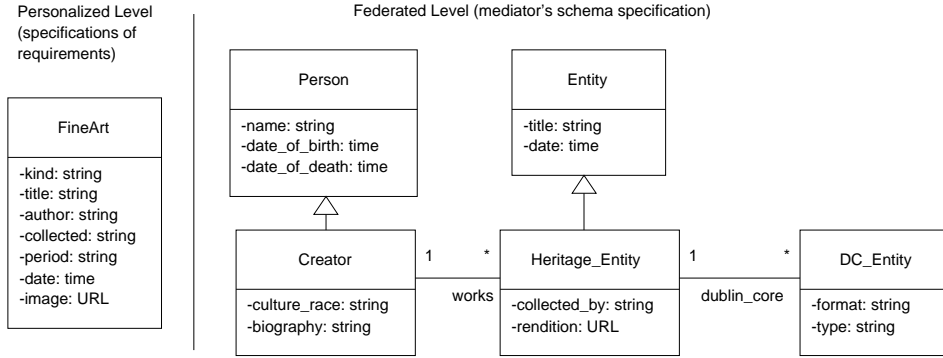 Personalized Level
(specifications of
requirements)
FineArt
-kind: string
-title: string
-author: string
-collected: string
-period: string
-date: time
-image: URL
Federated Level (mediator's schema specification)
Person
-name: string
-date_of_birth: time
-date_of_death: time
Entity
-title: string
-date: time
Creator
-culture_race: string
-biography: string
1
*
works
Heritage_Entity
-collected_by: string
-rendition: URL
1
*
dublin_core
DC_Entity
-format: string
-type: string